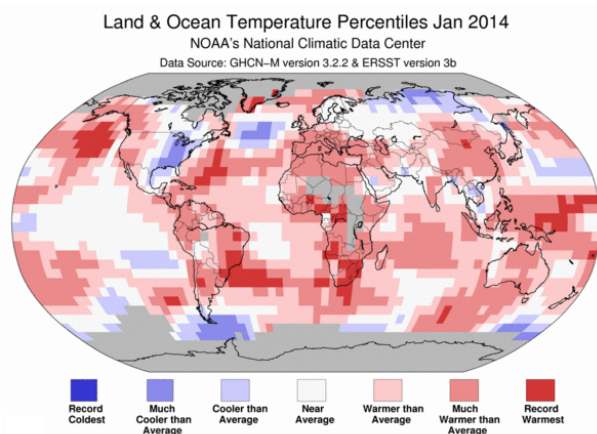 Land & Ocean Temperature Percentiles Jan 2014
NOAA's National Climatic Data Center
Data Source: GHCN–M version 3.2.2 & ERSST version 3b
Record
Coldest
Much
Cooler than
Average
Cooler than
Average
Near
Average
Warmer than
Average
Much
Warmer than
Average
Record
Warmest